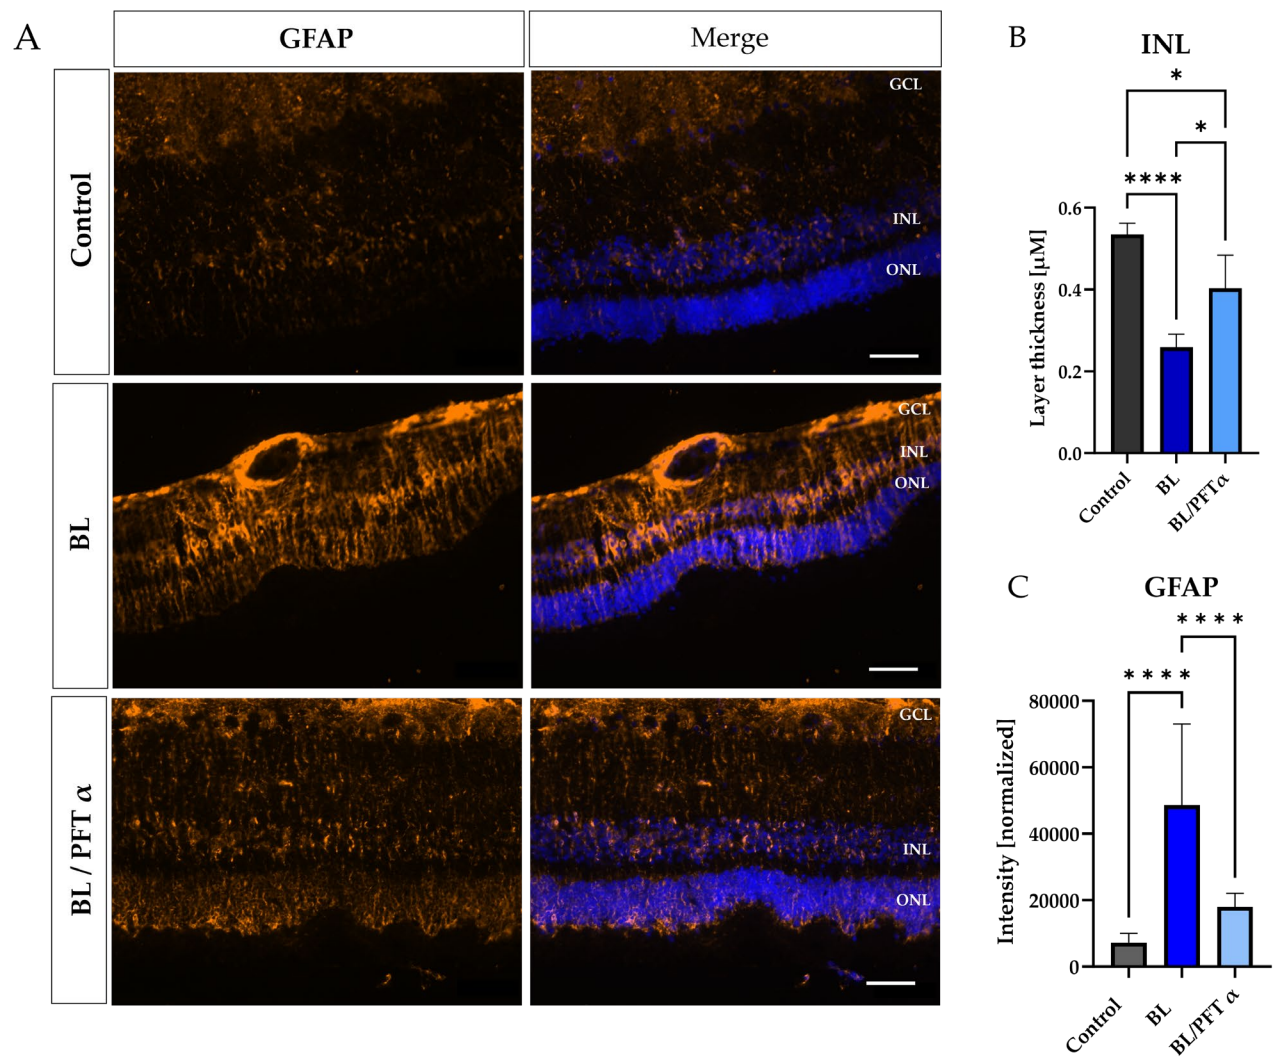 A
GFAP
Merge
Control
GCL
INL
ONL
BL
GCL
INL
ONL
BL / PFT α
GCL
INL
ONL
B
INL
*
*
****
Layer thickness [µM]
0.6
0.4
0.2
0.0
Control
BL
BL/PFTα
C
GFAP
****
****
Intensity [normalized]
80000
60000
40000
20000
0
Control
BL
BL/PFT α